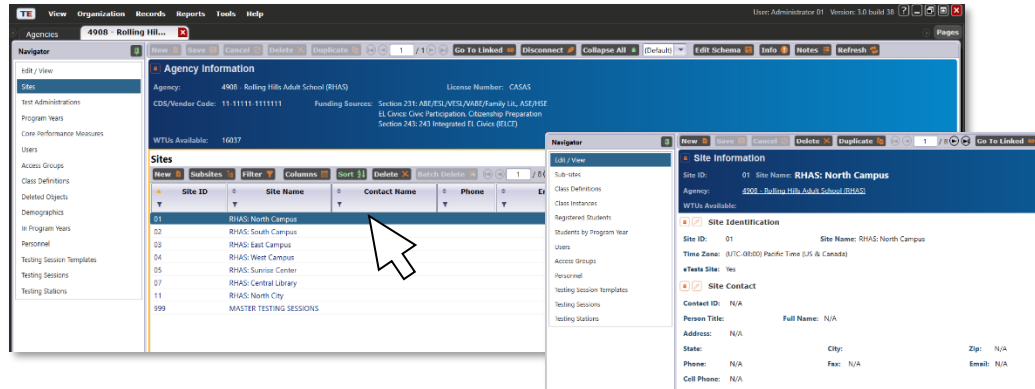 TE View Organization Records Reports Tools Help User: Administrator 01 Version: 3.0 build 38 ?
Agencies 4908 - Rolling Hil... Pages
Navigator
New Save Cancel Delete Duplicate 1 / 1 Go To Linked Disconnect Collapse All (Default) Edit Schema Info Notes Refresh
Edit / View
Sites
Test Administrations
Program Years
Core Performance Measures
Users
Access Groups
Class Definitions
Deleted Objects
Demographics
In Program Years
Personnel
Testing Session Templates
Testing Sessions
Testing Stations
Agency Information
Agency: 4908 - Rolling Hills Adult School (RHAS) License Number: CASAS
CDS/Vendor Code: 11-11111-1111111 Funding Sources: Section 231: ABE/ESL/VESL/VABE/Family Lit., ASE/HSE
EL Civics: Civic Participation, Citizenship Preparation
Section 243: 243 Integrated EL Civics (IELCE)
WTUs Available: 16037
Sites
New Subsites Filter Columns Sort Delete Batch Delete 1 / 8
Site ID Site Name Contact Name Phone
01 RHAS: North Campus
02 RHAS: South Campus
03 RHAS: East Campus
04 RHAS: West Campus
05 RHAS: Sunrise Center
07 RHAS: Central Library
11 RHAS: North City
999 MASTER TESTING SESSIONS
Navigator
New Save Cancel Delete Duplicate 1 / 8 Go To Linked
Edit / View
Sub-sites
Class Definitions
Class Instances
Registered Students
Students by Program Year
Users
Access Groups
Personnel
Testing Session Templates
Testing Sessions
Testing Stations
Site Information
Site ID: 01 Site Name: RHAS: North Campus
Agency: 4908 - Rolling Hills Adult School (RHAS)
WTUs Available:
Site Identification
Site ID: 01 Site Name: RHAS: North Campus
Time Zone: (UTC-08:00) Pacific Time (US & Canada)
eTests Site: Yes
Site Contact
Contact ID: N/A
Person Title: Full Name: N/A
Address: N/A
State: City: Zip: N/A
Phone: N/A Fax: N/A Email: N/A
Cell Phone: N/A